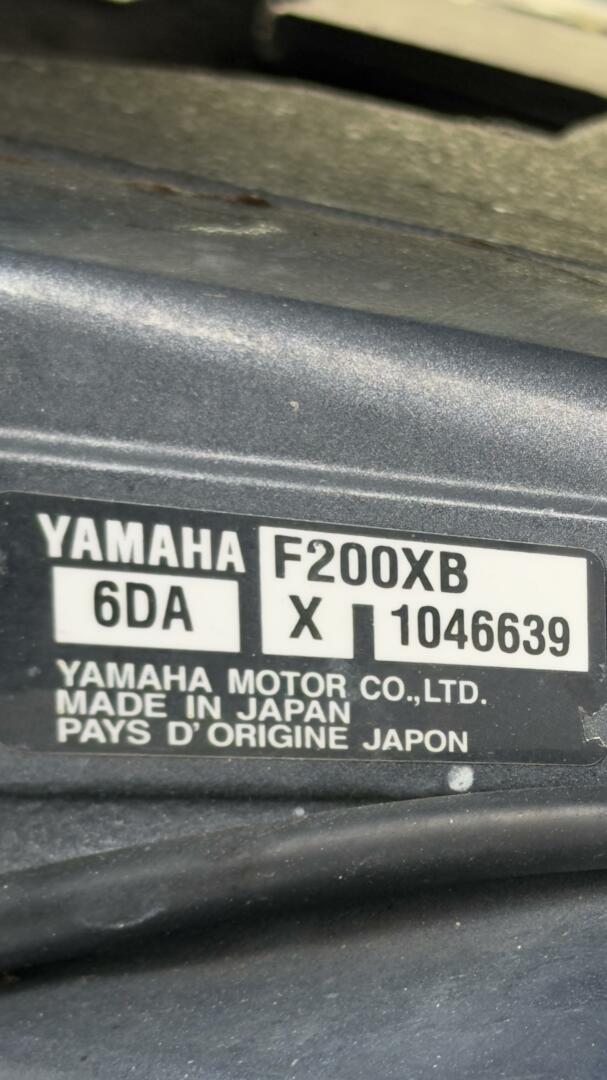 YAMAHA F200XB
6DA X 1046639
YAMAHA MOTOR CO.,LTD.
MADE IN JAPAN
PAYS D'ORIGINE JAPON